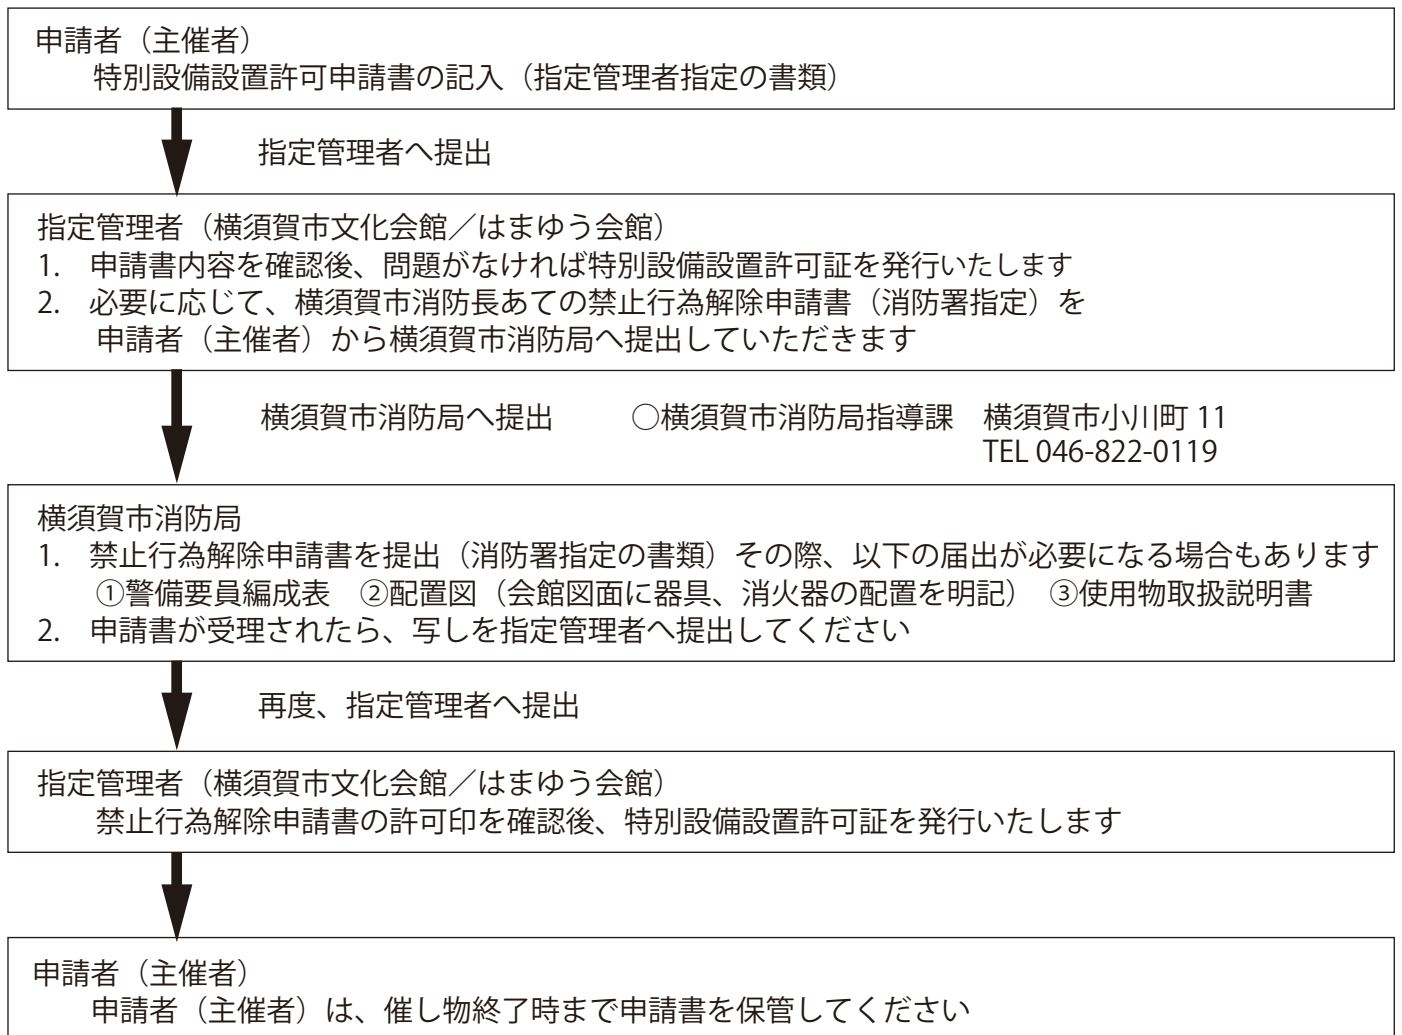 申請者（主催者）
特別設備設置許可申請書の記入（指定管理者指定の書類）
指定管理者へ提出
指定管理者（横須賀市文化会館／はまゆう会館）
1. 申請書内容を確認後、問題がなければ特別設備設置許可証を発行いたします
2. 必要に応じて、横須賀市消防長あての禁止行為解除申請書（消防署指定）を
申請者（主催者）から横須賀市消防局へ提出していただきます
横須賀市消防局へ提出 ○横須賀市消防局指導課 横須賀市小川町 11
TEL 046-822-0119
横須賀市消防局
1. 禁止行為解除申請書を提出（消防署指定の書類）その際、以下の届出が必要になる場合もあります
①警備要員編成表 ②配置図（会館図面に器具、消火器の配置を明記） ③使用物取扱説明書
2. 申請書が受理されたら、写しを指定管理者へ提出してください
再度、指定管理者へ提出
指定管理者（横須賀市文化会館／はまゆう会館）
禁止行為解除申請書の許可印を確認後、特別設備設置許可証を発行いたします
申請者（主催者）
申請者（主催者）は、催し物終了時まで申請書を保管してください